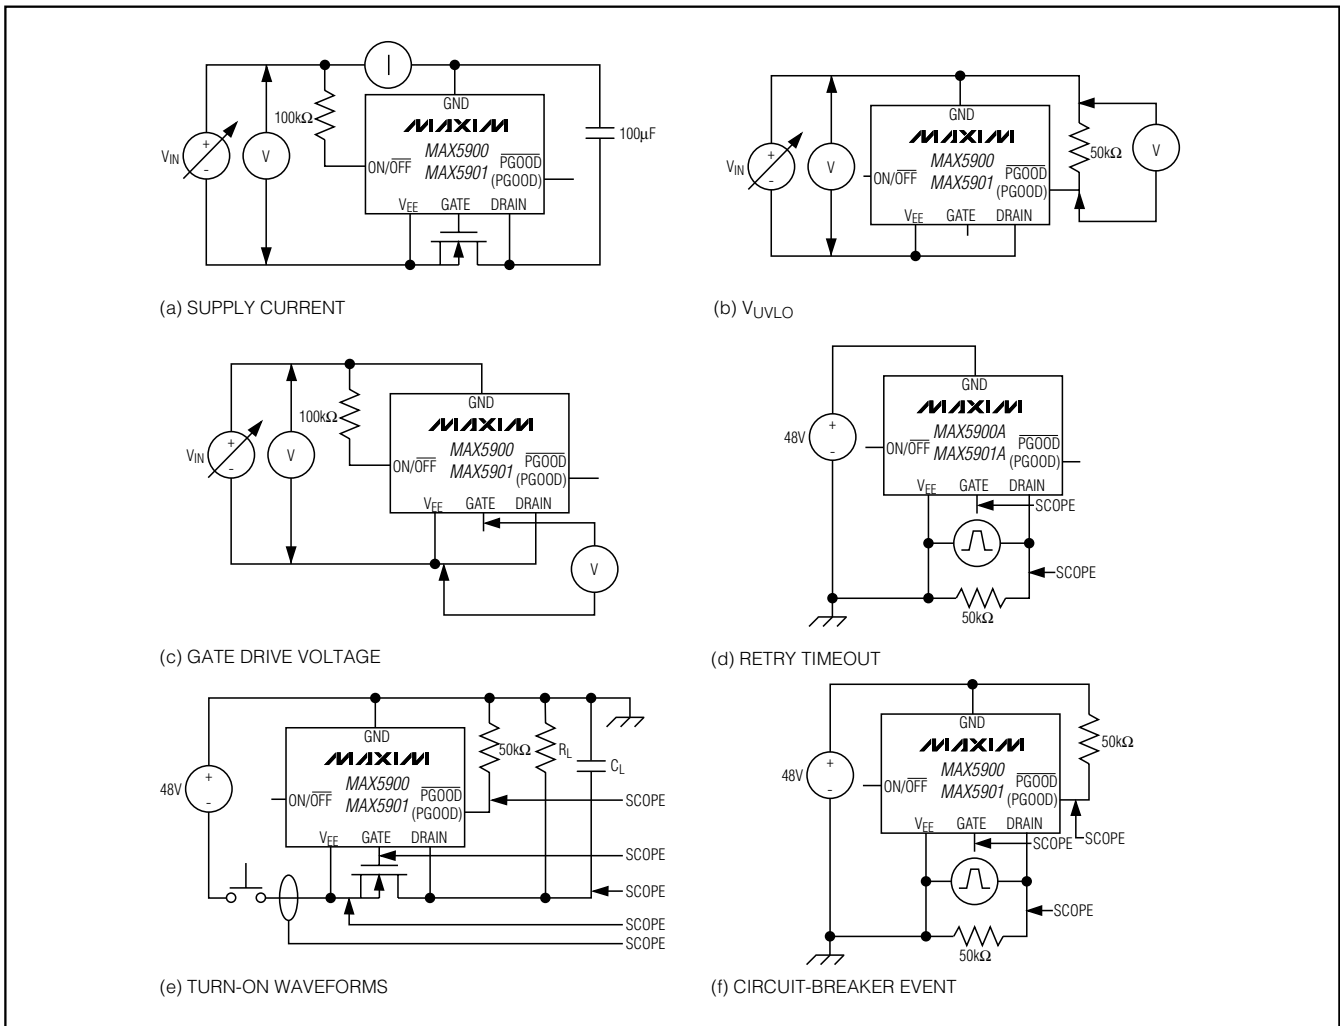 GND
100kΩ
MAXIM
MAX5900
MAX5901
VIN
+
-
V
I
ON/OFF
PGOOD
(PGOOD)
VEE GATE DRAIN
100µF
(a) SUPPLY CURRENT
GND
MAXIM
MAX5900
MAX5901
VIN
+
-
V
ON/OFF
PGOOD
(PGOOD)
VEE GATE DRAIN
50kΩ
V
(b) VUVLO
GND
100kΩ
MAXIM
MAX5900
MAX5901
VIN
+
-
V
ON/OFF
PGOOD
(PGOOD)
VEE GATE DRAIN
V
(c) GATE DRIVE VOLTAGE
GND
MAXIM
MAX5900A
MAX5901A
48V
+
-
ON/OFF
PGOOD
(PGOOD)
VEE GATE DRAIN
SCOPE
SCOPE
50kΩ
(d) RETRY TIMEOUT
GND
MAXIM
MAX5900
MAX5901
48V
+
-
ON/OFF
PGOOD
(PGOOD)
VEE GATE DRAIN
50kΩ
RL
CL
SCOPE
SCOPE
SCOPE
SCOPE
SCOPE
(e) TURN-ON WAVEFORMS
GND
MAXIM
MAX5900
MAX5901
48V
+
-
ON/OFF
PGOOD
(PGOOD)
VEE GATE DRAIN
50kΩ
SCOPE
SCOPE
SCOPE
50kΩ
(f) CIRCUIT-BREAKER EVENT